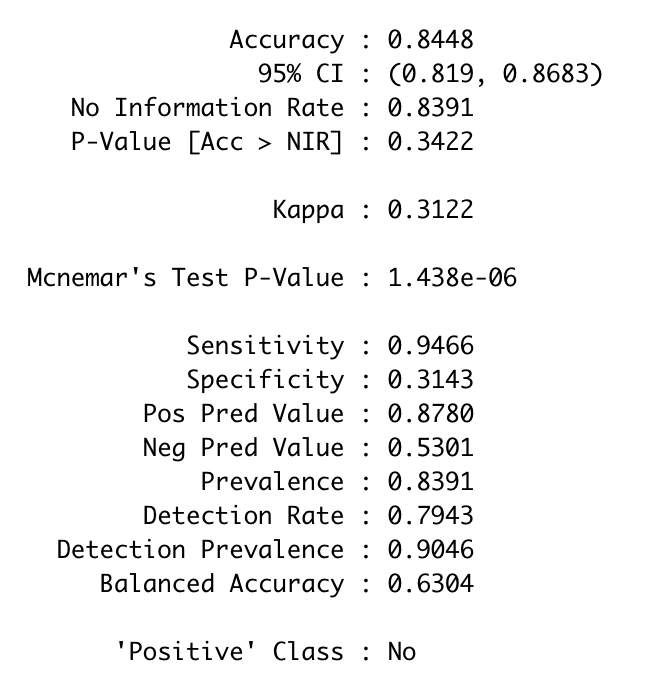 Accuracy : 0.8448
95% CI : (0.819, 0.8683)
No Information Rate : 0.8391
P-Value [Acc > NIR] : 0.3422
Kappa : 0.3122
Mcnemar's Test P-Value : 1.438e-06
Sensitivity : 0.9466
Specificity : 0.3143
Pos Pred Value : 0.8780
Neg Pred Value : 0.5301
Prevalence : 0.8391
Detection Rate : 0.7943
Detection Prevalence : 0.9046
Balanced Accuracy : 0.6304
'Positive' Class : No